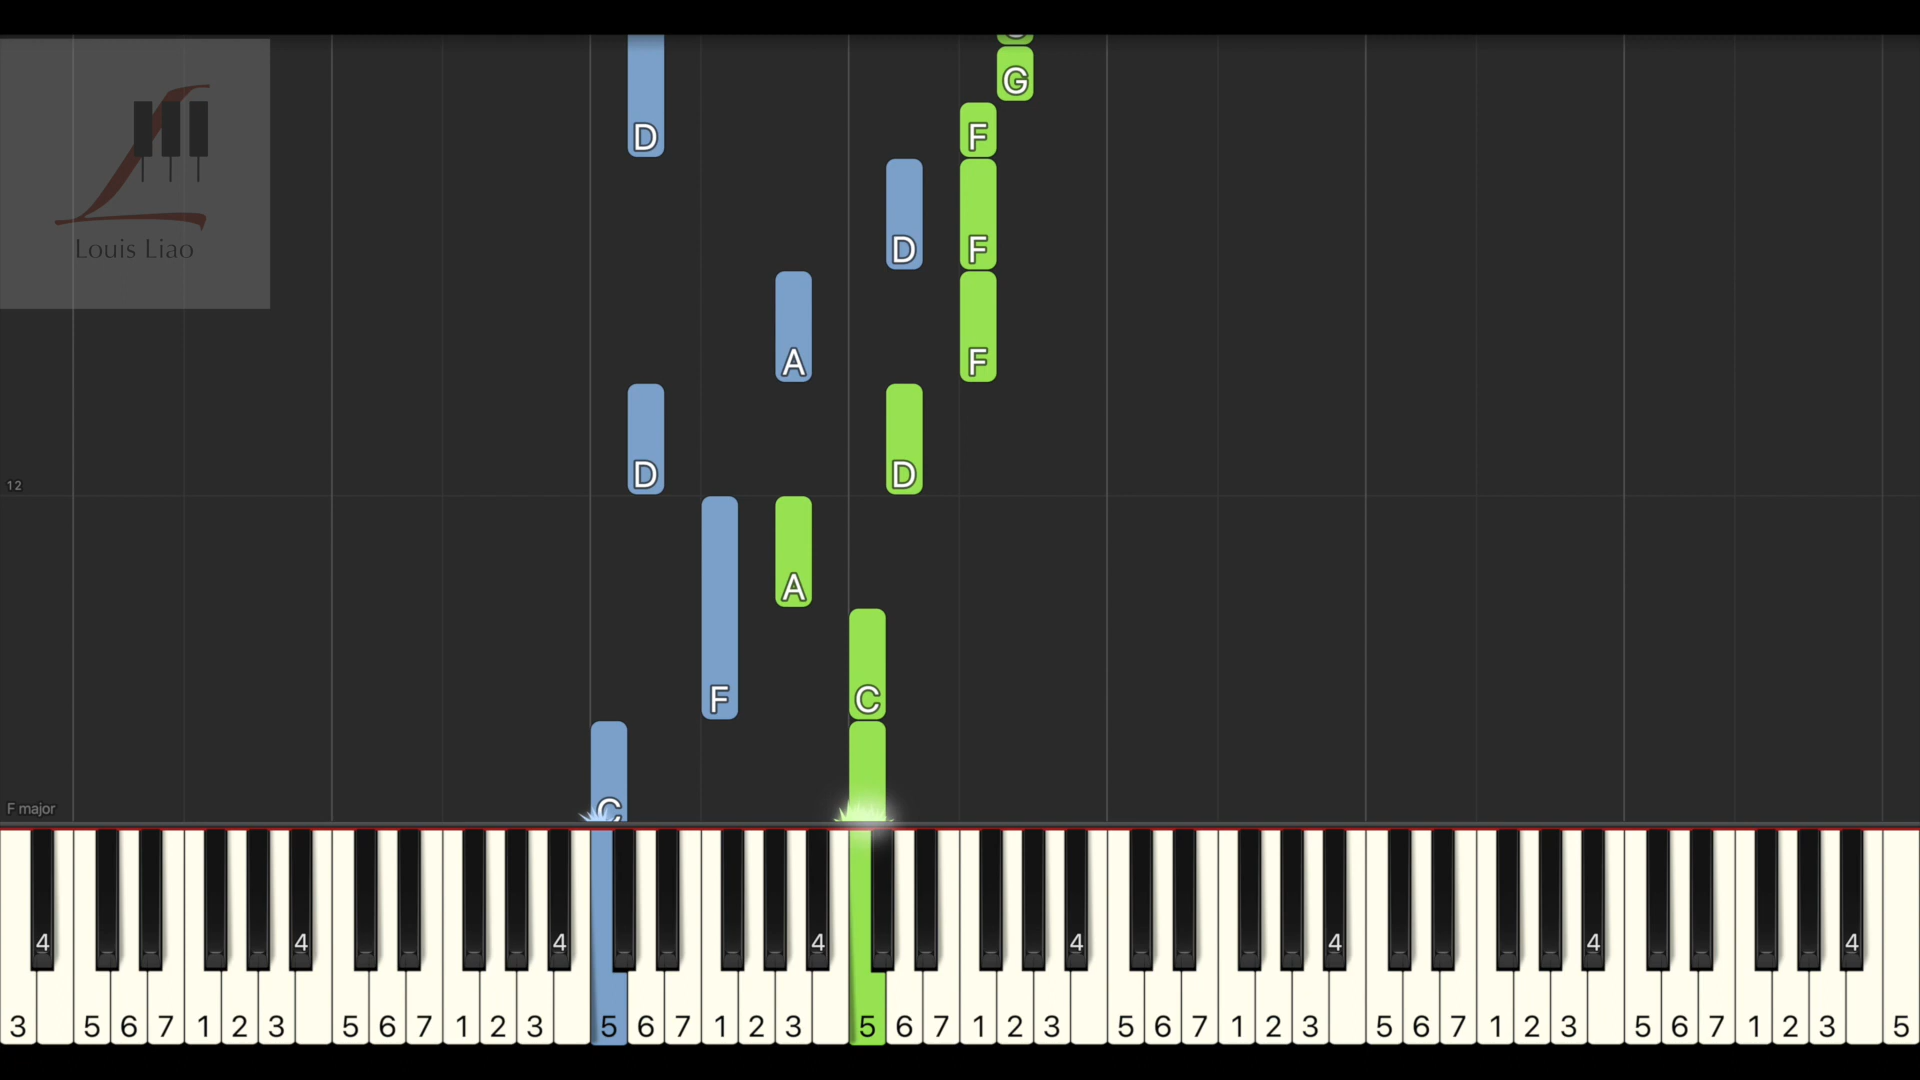 G
D F
D F
Louis Liao
A F
D D
12
A
F C
C
F major
4 4 4 4 4 4 4 4
3 5 6 7 1 2 3 5 6 7 1 2 3 5 6 7 1 2 3 5 6 7 1 2 3 5 6 7 1 2 3 5 6 7 1 2 3 5 6 7 1 2 3 5